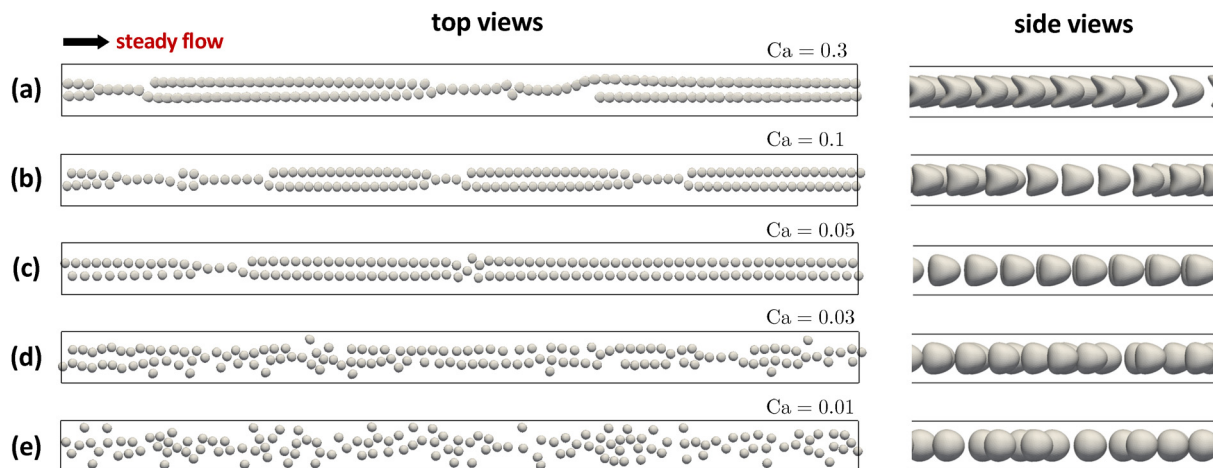 top views
side views
steady flow
Ca = 0.3
(a)
Ca = 0.1
(b)
Ca = 0.05
(c)
Ca = 0.03
(d)
Ca = 0.01
(e)